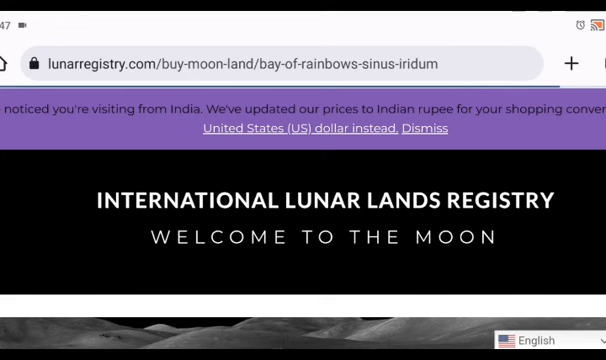 47
lunarregistry.com/buy-moon-land/bay-of-rainbows-sinus-iridum
noticed you're visiting from India. We've updated our prices to Indian rupee for your shopping
United States (US) dollar instead. Dismiss
INTERNATIONAL LUNAR LANDS REGISTRY
WELCOME TO THE MOON
English